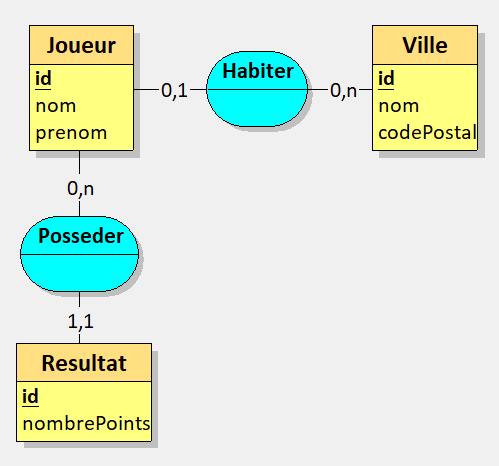 Joueur
id
nom
prenom
0,1
Habiter
0,n
Ville
id
nom
codePostal
0,n
Posseder
1,1
Resultat
id
nombrePoints